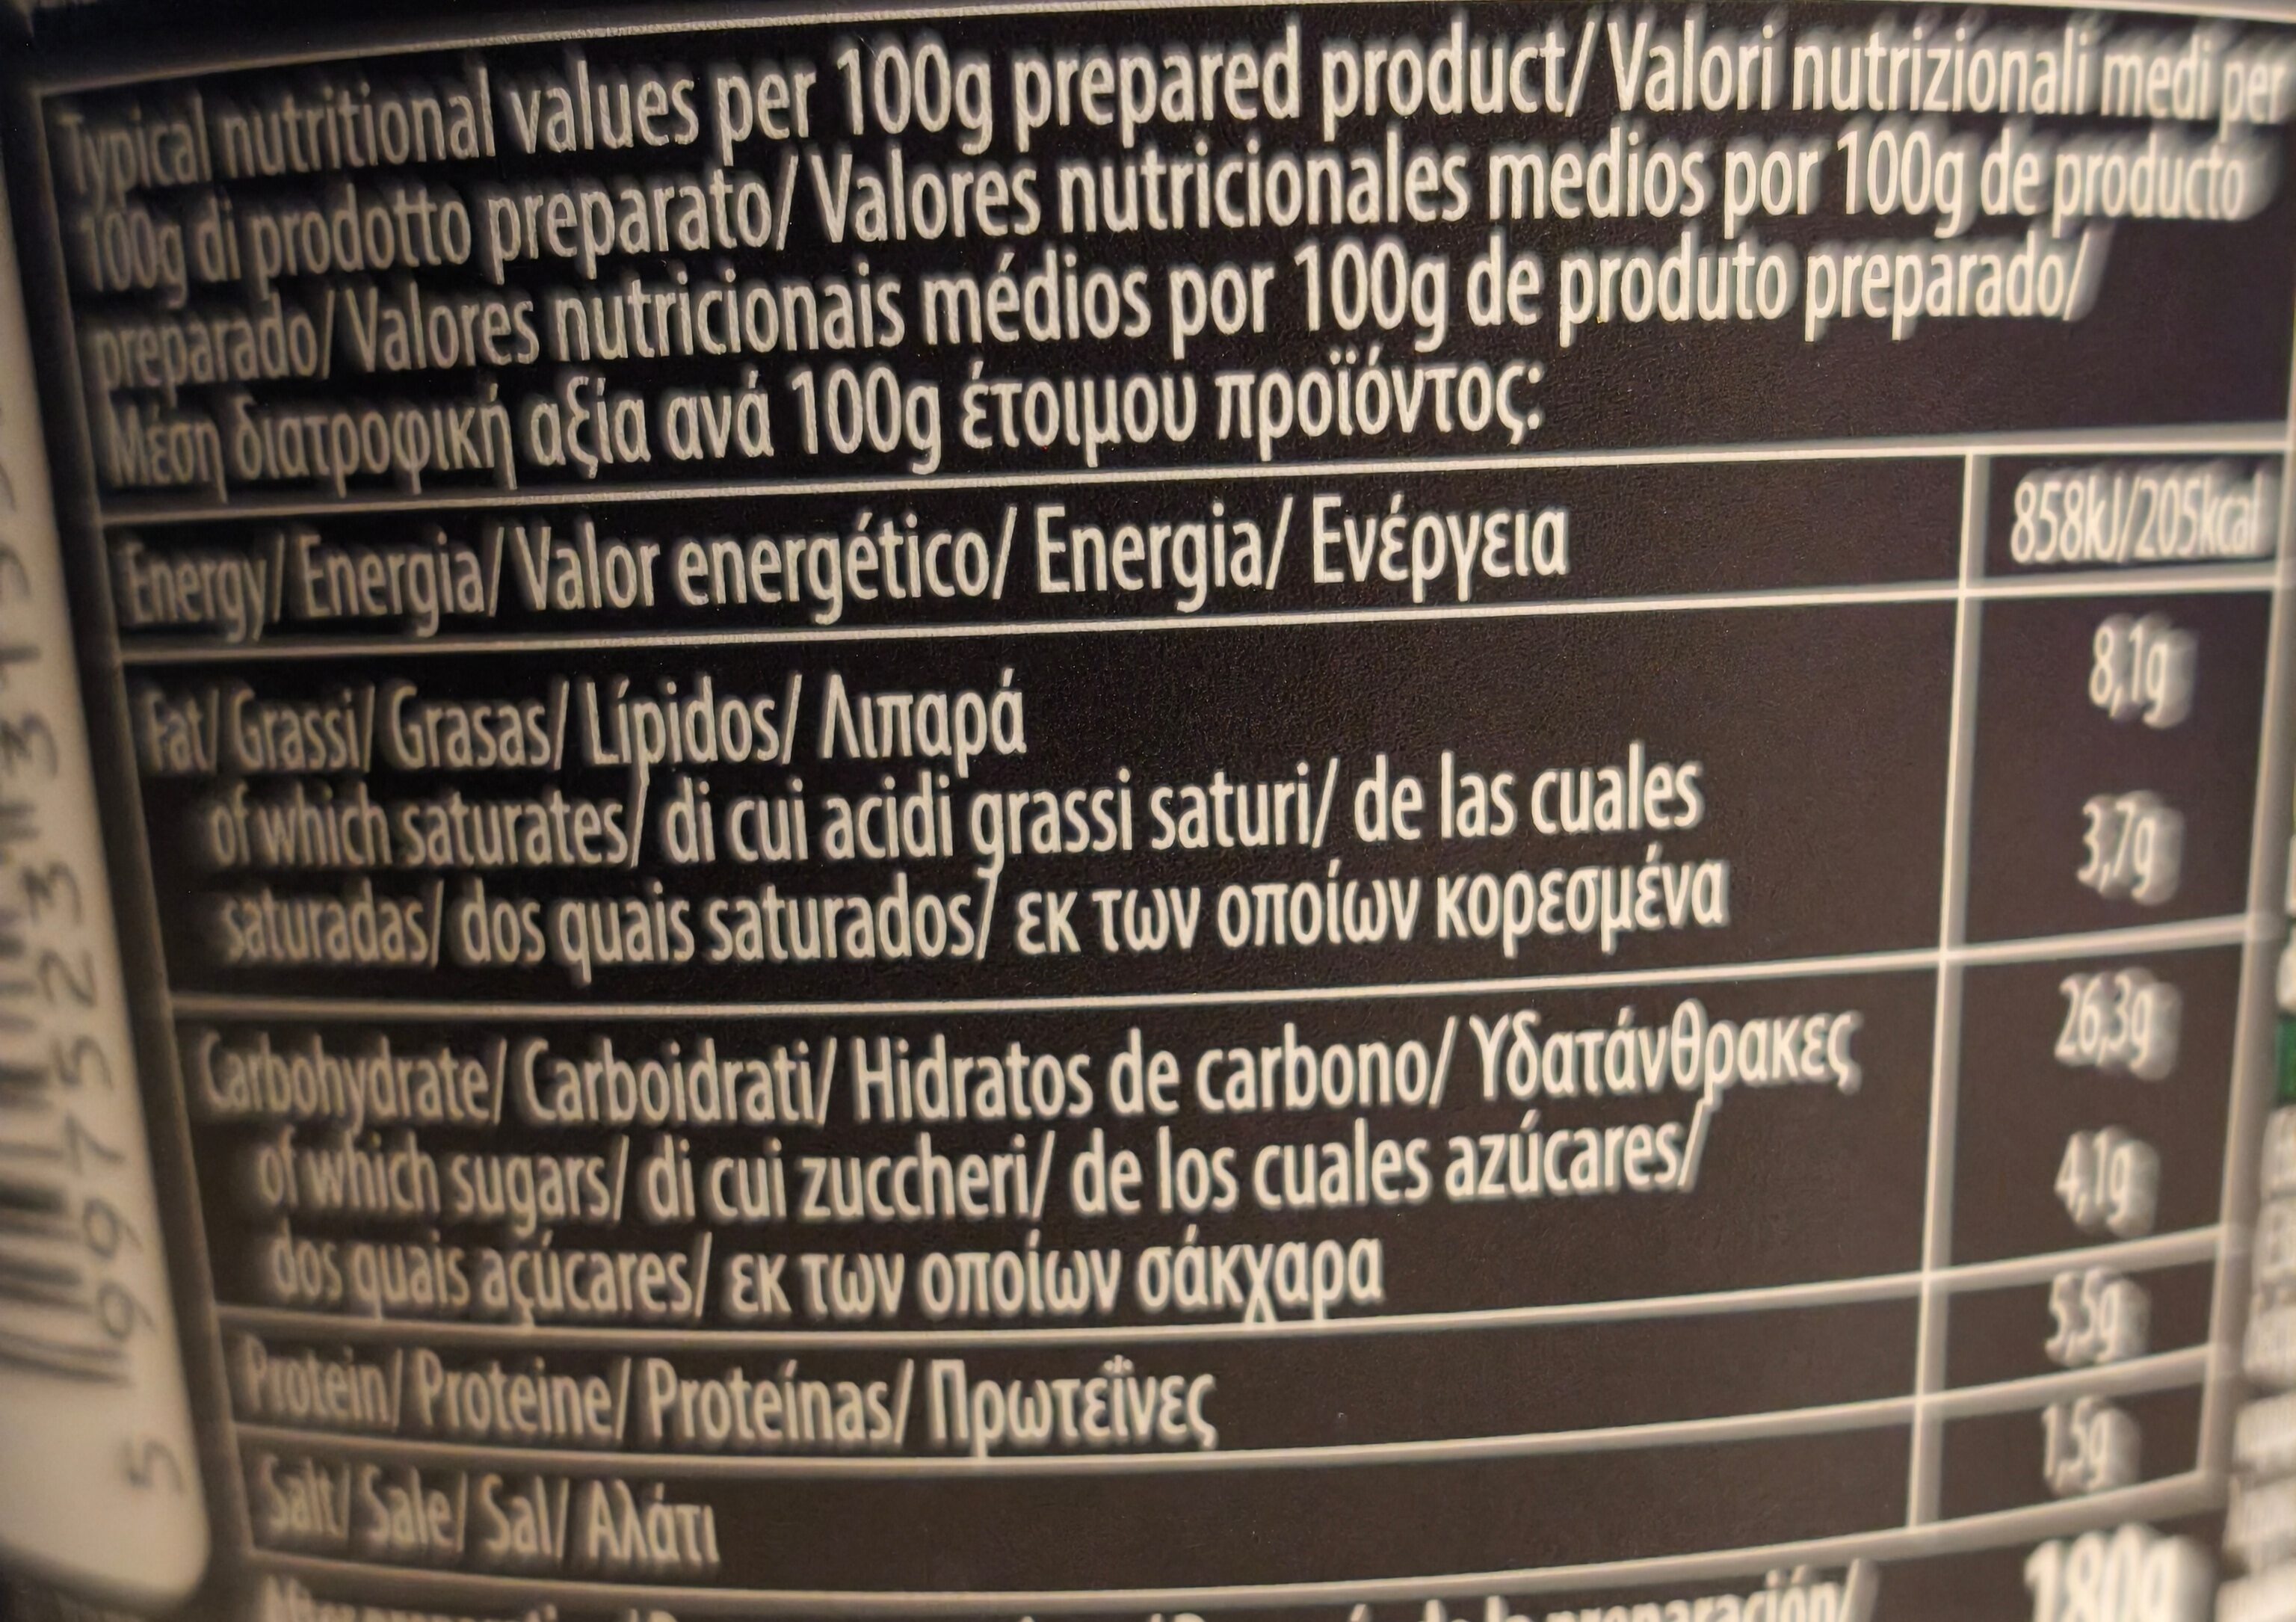 Typical nutritional values per 100g prepared product/ Valori nutrizionali medi per
100g di prodotto preparato/ Valores nutricionales medios por 100g de producto
preparado/ Valores nutricionais médios por 100g de produto preparado/
Μέση διατροφική αξία ανά 100g έτοιμου προϊόντος:
Energy/ Energia/ Valor energético/ Energia/ Ενέργεια 858kJ/205kcal
Fat/ Grassi/ Grasas/ Lípidos/ Λιπαρά 8,1g
of which saturates/ di cui acidi grassi saturi/ de las cuales
saturadas/ dos quais saturados/ εκ των οποίων κορεσμένα 3,7g
Carbohydrate/ Carboidrati/ Hidratos de carbono/ Υδατάνθρακες 26,3g
of which sugars/ di cui zuccheri/ de los cuales azúcares/ 4,1g
dos quais açúcares/ εκ των οποίων σάκχαρα
Protein/ Proteine/ Proteínas/ Πρωτεΐνες 5,5g
Salt/ Sale/ Sal/ Αλάτι 1,5g
de la preparación/ 180g